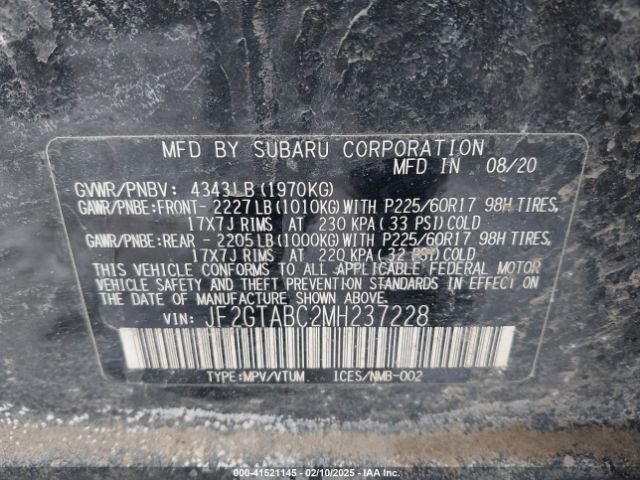 MFD BY SUBARU CORPORATION
MFD IN 08/20
GVWR/PNBV: 4343LB(1970KG)
GAWR/PNBE:FRONT- 2227LB(1010KG)WITH P225/60R17 98H TIRES,
17X7J RIMS AT 230 KPA(33 PSI)COLD
GAWR/PNBE:REAR - 2205LB(1000KG)WITH P225/60R17 98H TIRES,
17X7J RIMS AT 220 KPA(32 PSI)COLD
THIS VEHICLE CONFORMS TO ALL APPLICABLE FEDERAL MOTOR
VEHICLE SAFETY AND THEFT PREVENTION STANDARDS IN EFFECT
ON THE DATE OF MANUFACTURE SHOWN ABOVE.
VIN: JF2GTABC2MH237228
TYPE:MPV/VTUM ICES/NMB-002
000-41521145 - 02/10/2025 - IAA Inc.